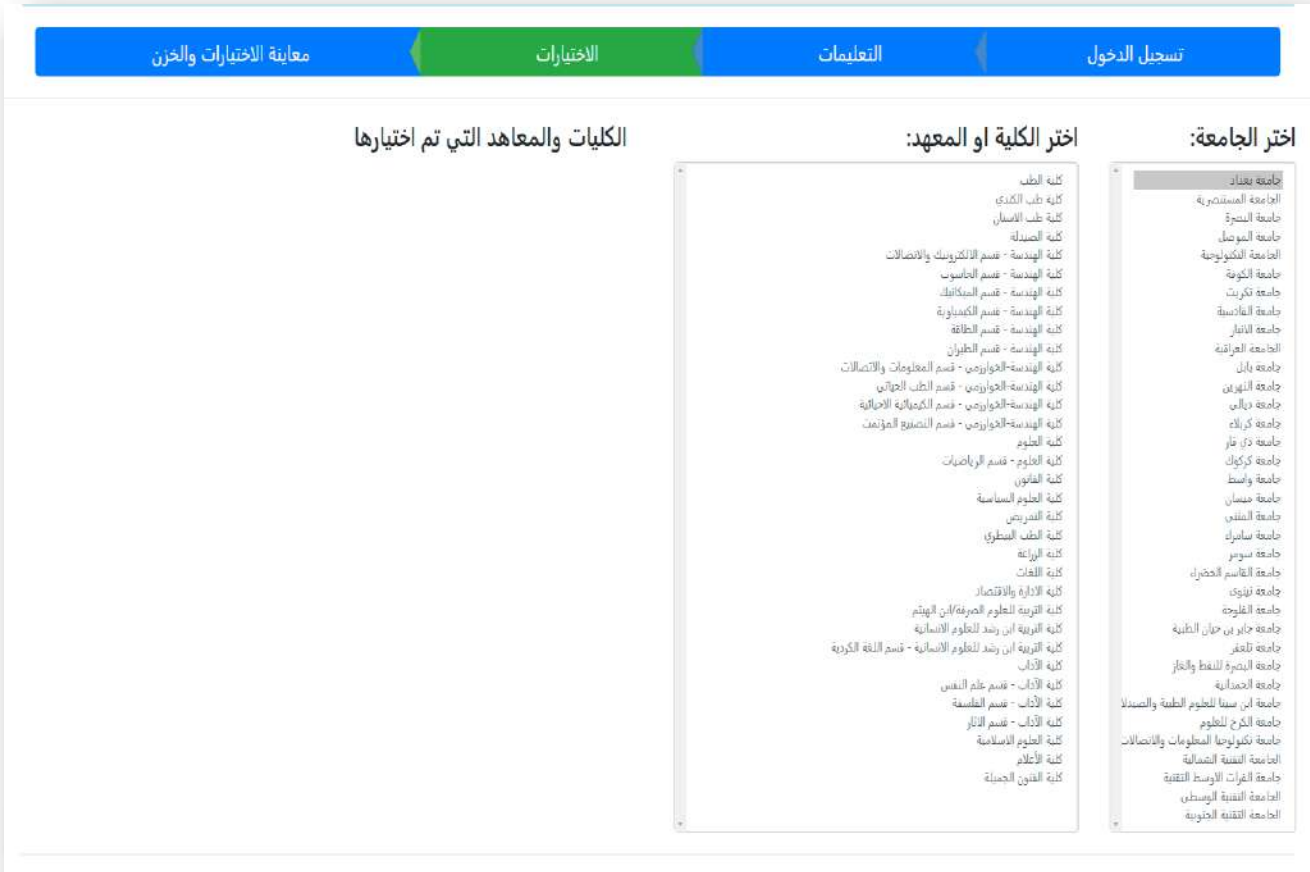 تسجيل الدخول
التعليمات
الاختيارات
معاينة الاختيارات والخزن
اختر الجامعة:
جامعة بغداد
الجامعة المستنصرية
جامعة البصرة
جامعة الموصل
الجامعة التكنولوجية
جامعة الكوفة
جامعة تكريت
جامعة القادسية
جامعة الانبار
الجامعة العراقية
جامعة بابل
جامعة النهرين
جامعة ديالى
جامعة كربلاء
جامعة ذي قار
جامعة كركوك
جامعة واسط
جامعة ميسان
جامعة المثنى
جامعة سامراء
جامعة سومر
جامعة القاسم الخضراء
جامعة نينوى
جامعة الفلوجة
جامعة جابر بن حيان الطبية
جامعة تلعفر
جامعة البصرة للنفط والغاز
جامعة الحمدانية
جامعة ابن سينا للعلوم الطبية والصيدلا
جامعة الكرخ للعلوم
جامعة تكنولوجيا المعلومات والاتصالات
الجامعة التقنية الشمالية
جامعة الفرات الاوسط التقنية
الجامعة التقنية الوسطى
الجامعة التقنية الجنوبية
اختر الكلية او المعهد:
كلية الطب
كلية طب الكندي
كلية طب الاسنان
كلية الصيدلة
كلية الهندسة - قسم الالكترونيك والاتصالات
كلية الهندسة - قسم الحاسوب
كلية الهندسة - قسم الميكانيك
كلية الهندسة - قسم الكيمياوية
كلية الهندسة - قسم الطاقة
كلية الهندسة - قسم الطيران
كلية الهندسة-الخوارزمي - قسم المعلومات والاتصالات
كلية الهندسة-الخوارزمي - قسم الطب الحياتي
كلية الهندسة-الخوارزمي - قسم الكيميائية الاحيائية
كلية الهندسة-الخوارزمي - قسم التصنيع المؤتمت
كلية العلوم
كلية العلوم - قسم الرياضيات
كلية القانون
كلية العلوم السياسية
كلية التمريض
كلية الطب البيطري
كلية الزراعة
كلية اللغات
كلية الادارة والاقتصاد
كلية التربية للعلوم الصرفة/ابن الهيثم
كلية التربية ابن رشد للعلوم الانسانية
كلية التربية ابن رشد للعلوم الانسانية - قسم اللغة الكردية
كلية الآداب
كلية الآداب - قسم علم النفس
كلية الآداب - قسم الفلسفة
كلية الآداب - قسم الاثار
كلية العلوم الاسلامية
كلية الأعلام
كلية الفنون الجميلة
الكليات والمعاهد التي تم اختيارها